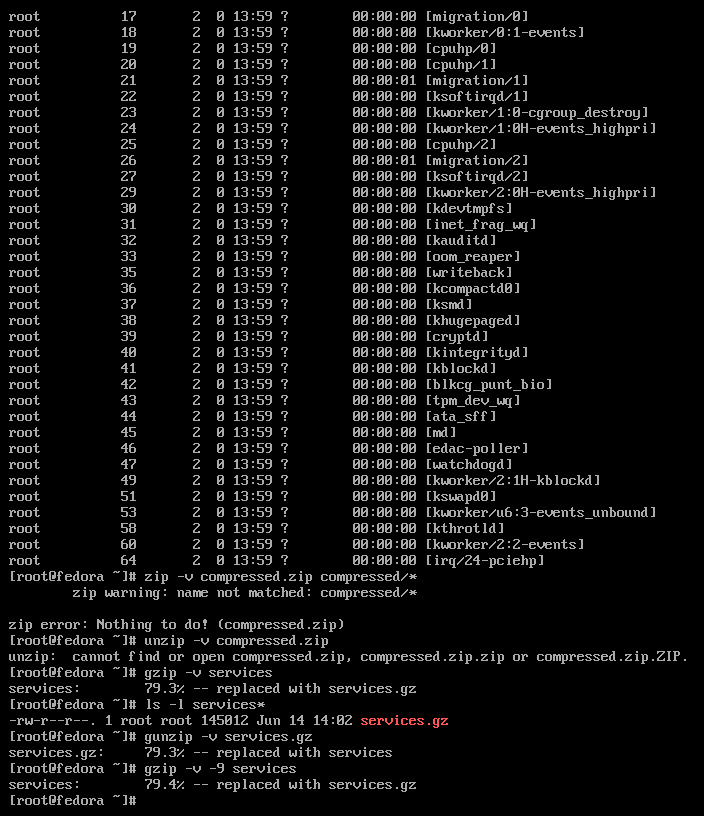 root          17       2  0 13:59 ?        00:00:00 [migration/0]
root          18       2  0 13:59 ?        00:00:00 [kworker/0:1-events]
root          19       2  0 13:59 ?        00:00:00 [cpuhp/0]
root          20       2  0 13:59 ?        00:00:00 [cpuhp/1]
root          21       2  0 13:59 ?        00:00:01 [migration/1]
root          22       2  0 13:59 ?        00:00:00 [ksoftirqd/1]
root          23       2  0 13:59 ?        00:00:00 [kworker/1:0-cgroup_destroy]
root          24       2  0 13:59 ?        00:00:00 [kworker/1:0H-events_highpri]
root          25       2  0 13:59 ?        00:00:00 [cpuhp/2]
root          26       2  0 13:59 ?        00:00:01 [migration/2]
root          27       2  0 13:59 ?        00:00:00 [ksoftirqd/2]
root          29       2  0 13:59 ?        00:00:00 [kworker/2:0H-events_highpri]
root          30       2  0 13:59 ?        00:00:00 [kdevtmpfs]
root          31       2  0 13:59 ?        00:00:00 [inet_frag_wq]
root          32       2  0 13:59 ?        00:00:00 [kauditd]
root          33       2  0 13:59 ?        00:00:00 [oom_reaper]
root          35       2  0 13:59 ?        00:00:00 [writeback]
root          36       2  0 13:59 ?        00:00:00 [kcompactd0]
root          37       2  0 13:59 ?        00:00:00 [ksmd]
root          38       2  0 13:59 ?        00:00:00 [khugepaged]
root          39       2  0 13:59 ?        00:00:00 [cryptd]
root          40       2  0 13:59 ?        00:00:00 [kintegrityd]
root          41       2  0 13:59 ?        00:00:00 [kblockd]
root          42       2  0 13:59 ?        00:00:00 [blkcg_punt_bio]
root          43       2  0 13:59 ?        00:00:00 [tpm_dev_wq]
root          44       2  0 13:59 ?        00:00:00 [ata_sff]
root          45       2  0 13:59 ?        00:00:00 [md]
root          46       2  0 13:59 ?        00:00:00 [edac-poller]
root          47       2  0 13:59 ?        00:00:00 [watchdogd]
root          49       2  0 13:59 ?        00:00:00 [kworker/2:1H-kblockd]
root          51       2  0 13:59 ?        00:00:00 [kswapd0]
root          53       2  0 13:59 ?        00:00:00 [kworker/u6:3-events_unbound]
root          58       2  0 13:59 ?        00:00:00 [kthrotld]
root          60       2  0 13:59 ?        00:00:00 [kworker/2:2-events]
root          64       2  0 13:59 ?        00:00:00 [irq/24-pciehp]
[root@fedora ~]# zip -v compressed.zip compressed/*
        zip warning: name not matched: compressed/*

zip error: Nothing to do! (compressed.zip)
[root@fedora ~]# unzip -v compressed.zip
unzip:  cannot find or open compressed.zip, compressed.zip.zip or compressed.zip.ZIP.
[root@fedora ~]# gzip -v services
services:        79.3% -- replaced with services.gz
[root@fedora ~]# ls -l services*
-rw-r--r--. 1 root root 145012 Jun 14 14:02 services.gz
[root@fedora ~]# gunzip -v services.gz
services.gz:     79.3% -- replaced with services
[root@fedora ~]# gzip -v -9 services
services:        79.4% -- replaced with services.gz
[root@fedora ~]#